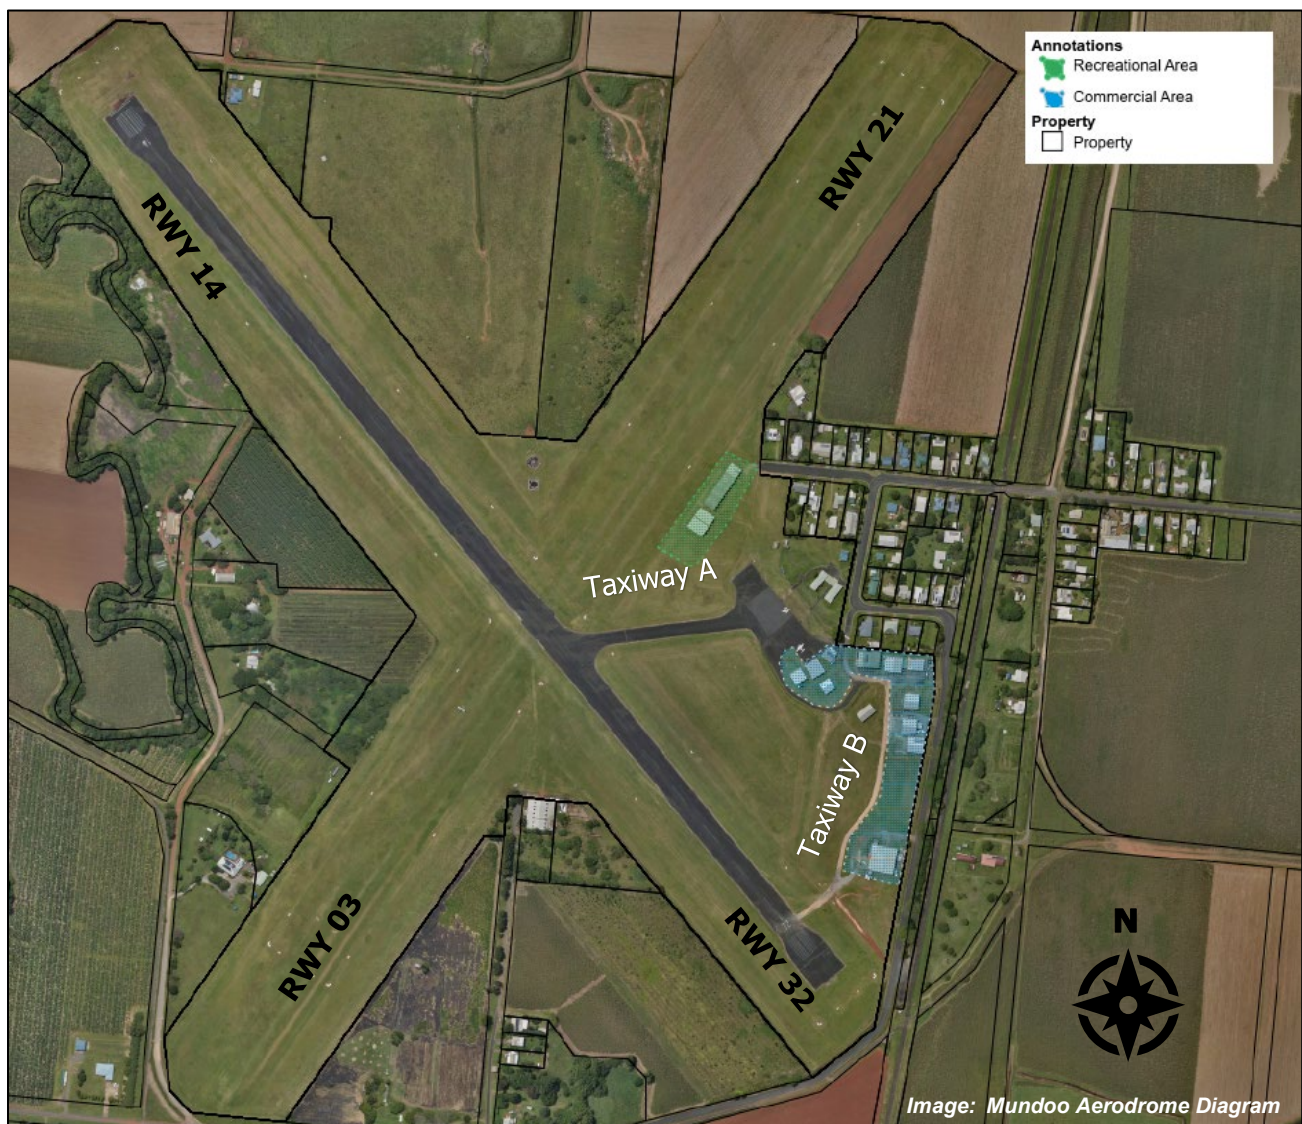 Annotations
Recreational Area
Commercial Area
Property
Property
RWY 21
RWY 14
Taxiway A
Taxiway B
RWY 03
RWY 32
N
Image: Mundoo Aerodrome Diagram